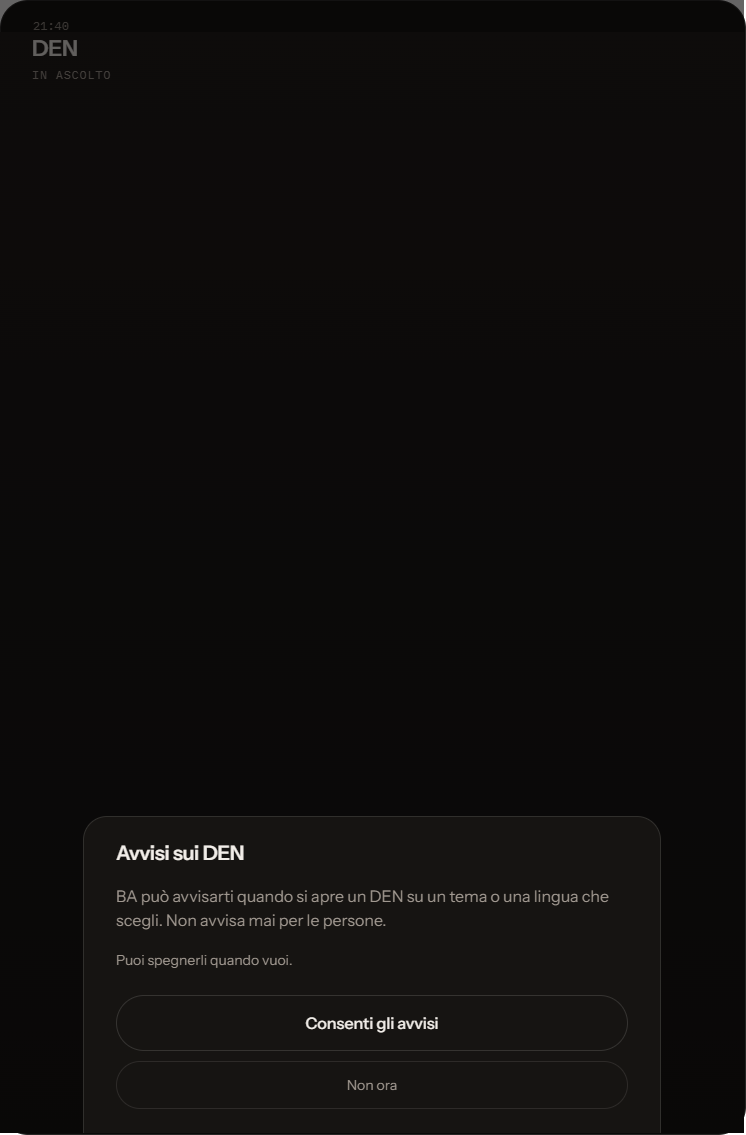 21:40
DEN
IN ASCOLTO
Avvisi sui DEN
BA può avvisarti quando si apre un DEN su un tema o una lingua che
scegli. Non avvisa mai per le persone.
Puoi spegnerli quando vuoi.
Consenti gli avvisi
Non ora